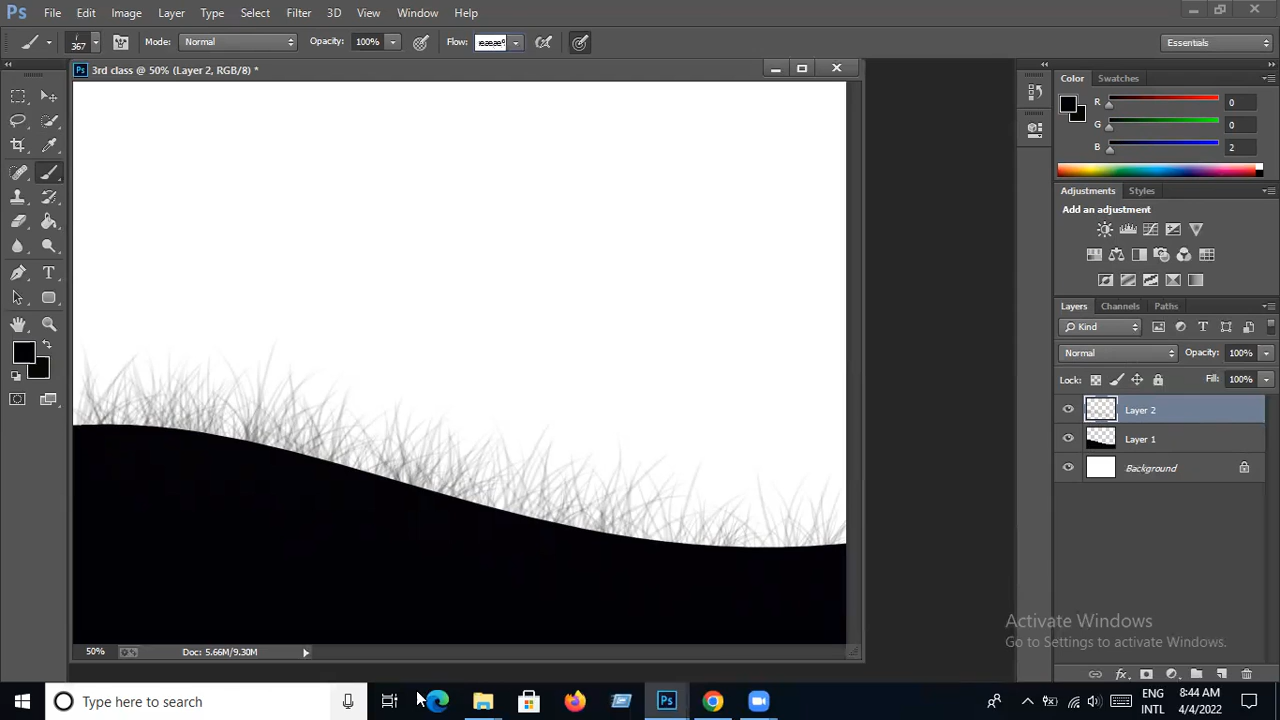 Ps File Edit Image Layer Type Select Filter 3D View Window Help
367 Mode: Normal Opacity: 100% Flow: Essentials
Ps 3rd class @ 50% (Layer 2, RGB/8) *
Color Swatches
R 0
G 0
B 2
Adjustments Styles
Add an adjustment
T
Layers Channels Paths
Kind
Normal Opacity: 100%
Lock: Fill: 100%
Layer 2
Layer 1
Background
50% Doc: 5.66M/9.30M
Activate Windows
Go to Settings to activate Windows.
Type here to search
Ps
ENG
INTL
8:44 AM
4/4/2022